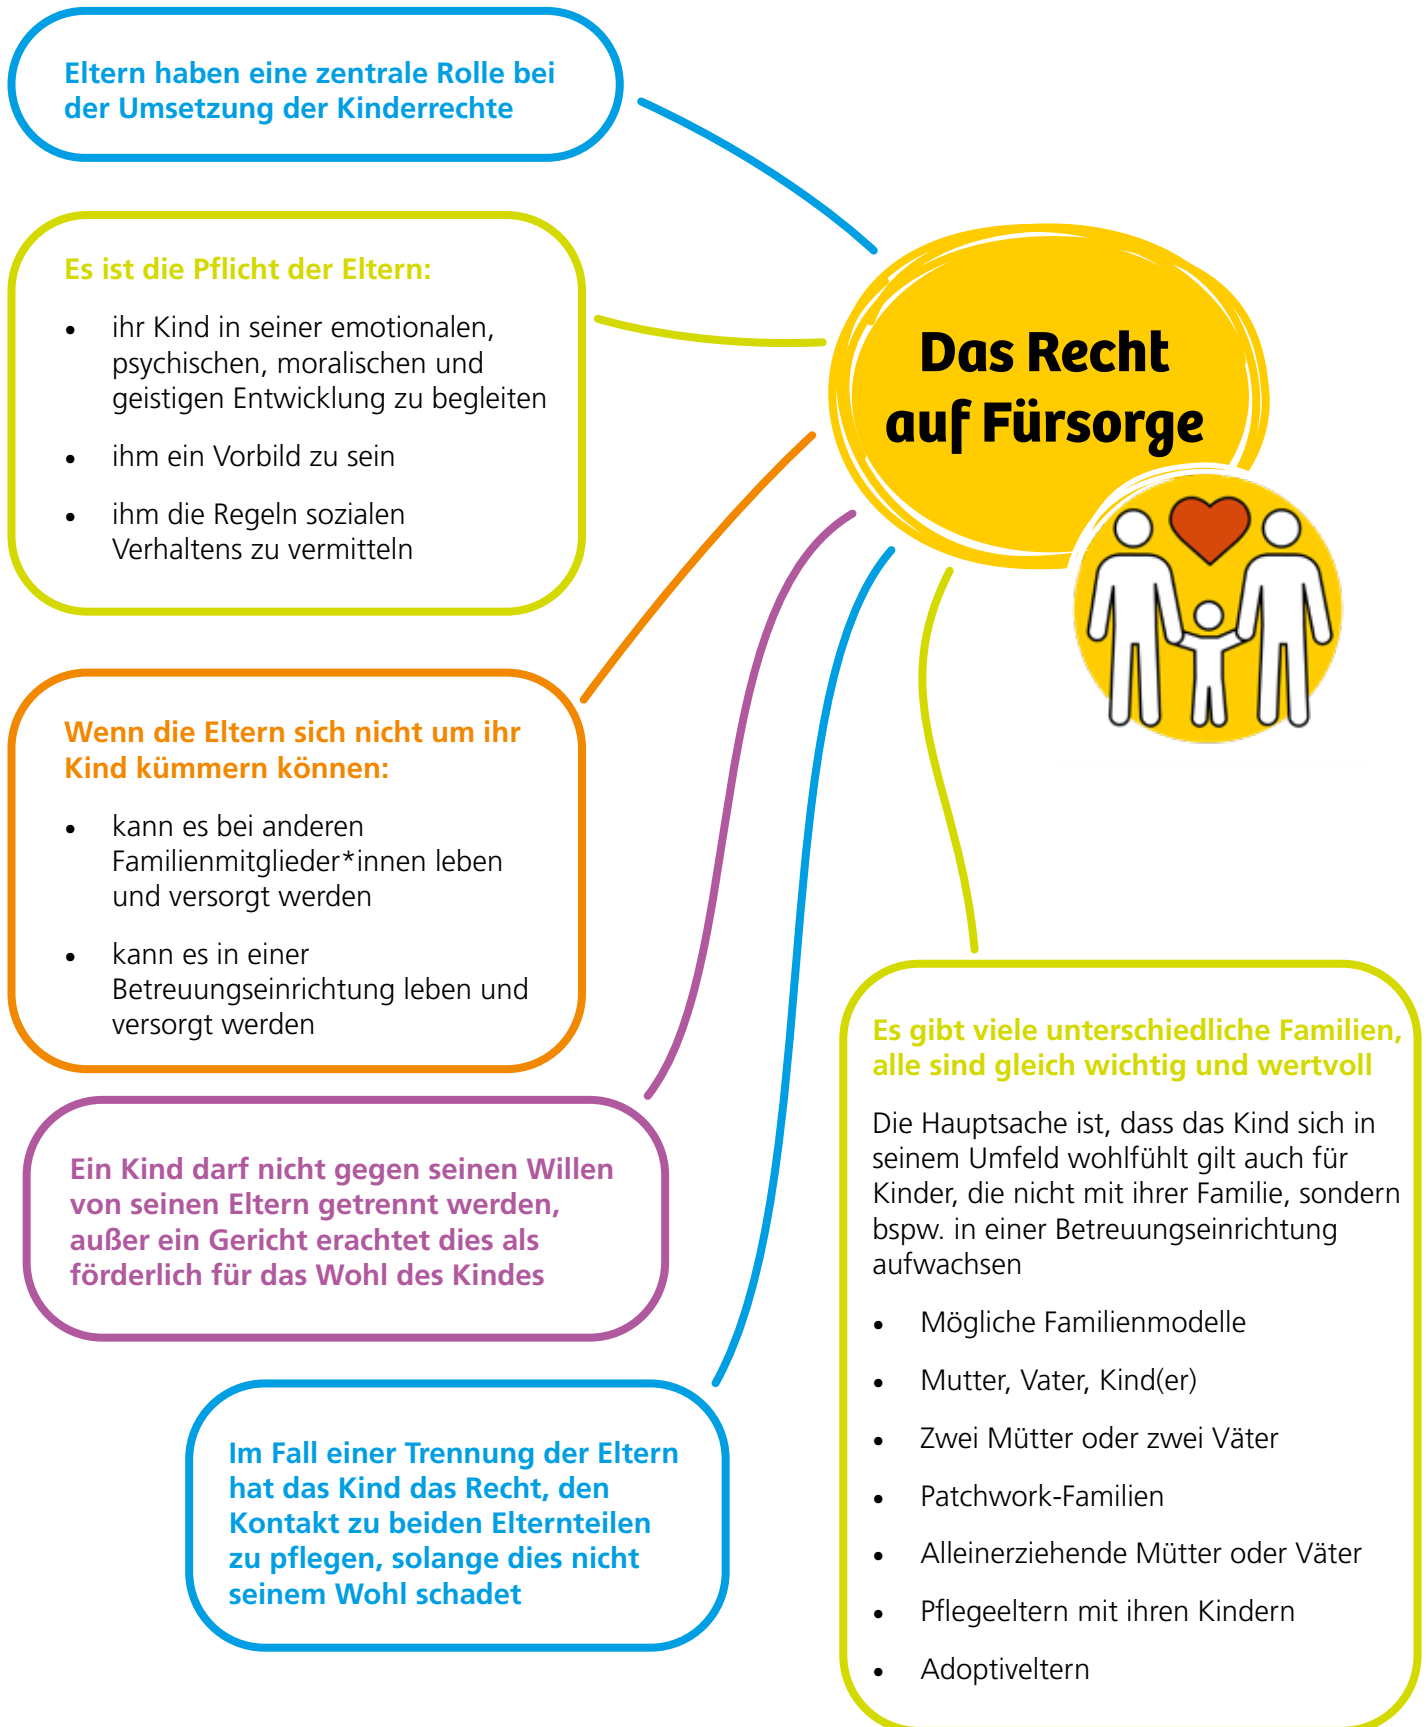 Eltern haben eine zentrale Rolle bei
der Umsetzung der Kinderrechte
Das Recht
auf Fürsorge
Es ist die Pflicht der Eltern:
• ihr Kind in seiner emotionalen,
psychischen, moralischen und
geistigen Entwicklung zu begleiten
• ihm ein Vorbild zu sein
• ihm die Regeln sozialen
Verhaltens zu vermitteln
Wenn die Eltern sich nicht um ihr
Kind kümmern können:
• kann es bei anderen
Familienmitglieder*innen leben
und versorgt werden
• kann es in einer
Betreuungseinrichtung leben und
versorgt werden
Ein Kind darf nicht gegen seinen Willen
von seinen Eltern getrennt werden,
außer ein Gericht erachtet dies als
förderlich für das Wohl des Kindes
Im Fall einer Trennung der Eltern
hat das Kind das Recht, den
Kontakt zu beiden Elternteilen
zu pflegen, solange dies nicht
seinem Wohl schadet
Es gibt viele unterschiedliche Familien,
alle sind gleich wichtig und wertvoll
Die Hauptsache ist, dass das Kind sich in
seinem Umfeld wohlfühlt gilt auch für
Kinder, die nicht mit ihrer Familie, sondern
bspw. in einer Betreuungseinrichtung
aufwachsen
• Mögliche Familienmodelle
• Mutter, Vater, Kind(er)
• Zwei Mütter oder zwei Väter
• Patchwork-Familien
• Alleinerziehende Mütter oder Väter
• Pflegeeltern mit ihren Kindern
• Adoptiveltern